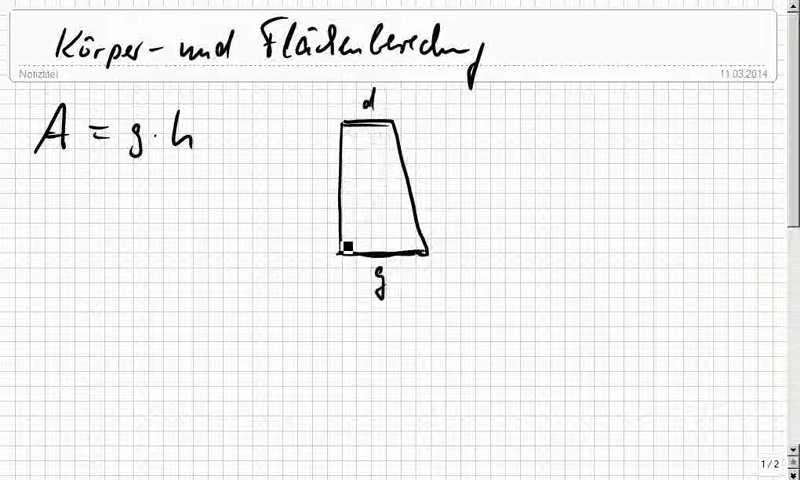 Körper- und Flächenberechnung
Notiztitel
11.03.2014
A = g · h
d
g
1 / 2